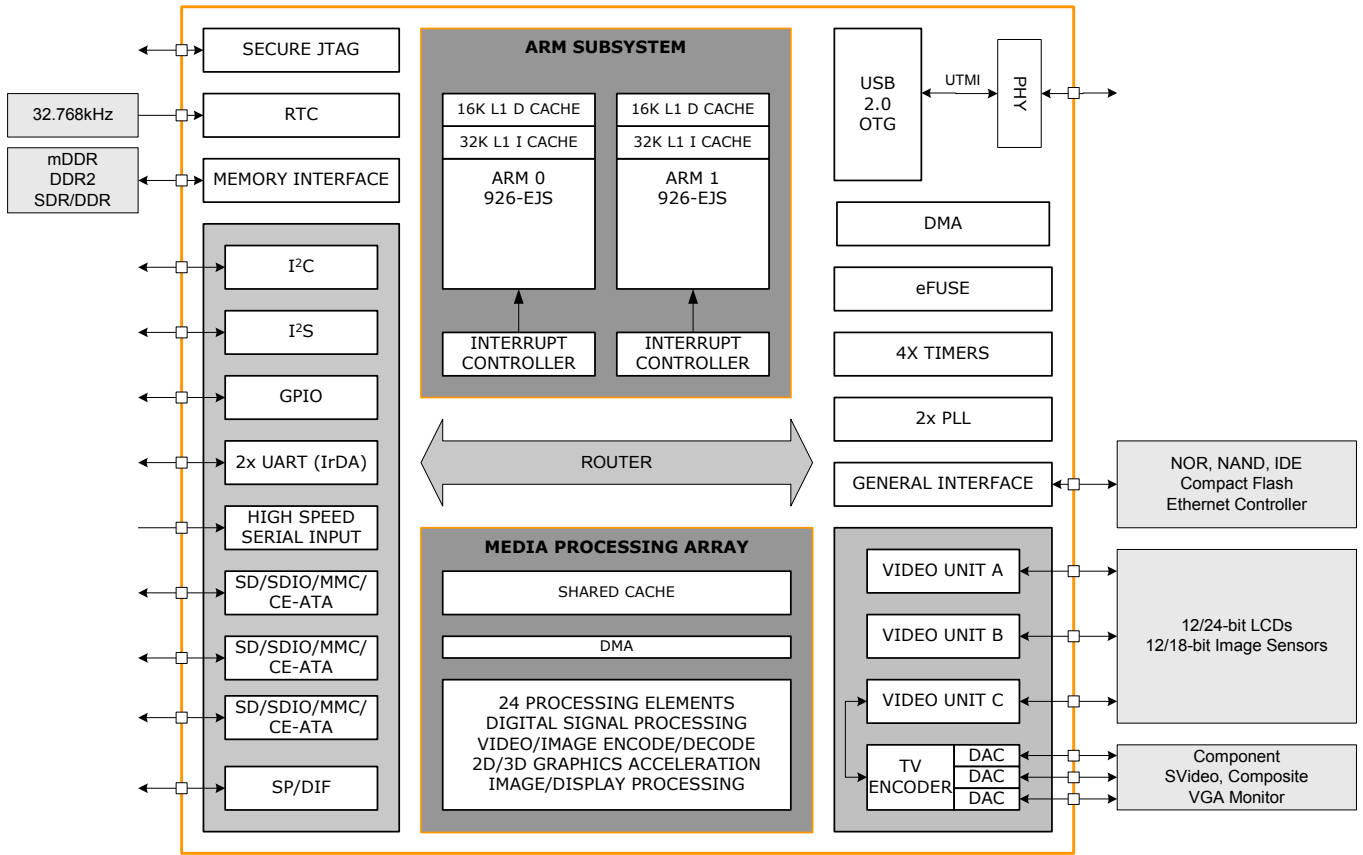 SECURE JTAG
32.768kHz
RTC
mDDR
DDR2
SDR/DDR
MEMORY INTERFACE
I²C
I²S
GPIO
2x UART (IrDA)
HIGH SPEED
SERIAL INPUT
SD/SDIO/MMC/
CE-ATA
SD/SDIO/MMC/
CE-ATA
SD/SDIO/MMC/
CE-ATA
SP/DIF
ARM SUBSYSTEM
16K L1 D CACHE
32K L1 I CACHE
ARM 0
926-EJS
INTERRUPT
CONTROLLER
16K L1 D CACHE
32K L1 I CACHE
ARM 1
926-EJS
INTERRUPT
CONTROLLER
ROUTER
MEDIA PROCESSING ARRAY
SHARED CACHE
DMA
24 PROCESSING ELEMENTS
DIGITAL SIGNAL PROCESSING
VIDEO/IMAGE ENCODE/DECODE
2D/3D GRAPHICS ACCELERATION
IMAGE/DISPLAY PROCESSING
USB
2.0
OTG
UTMI
PHY
DMA
eFUSE
4X TIMERS
2x PLL
GENERAL INTERFACE
NOR, NAND, IDE
Compact Flash
Ethernet Controller
VIDEO UNIT A
VIDEO UNIT B
VIDEO UNIT C
12/24-bit LCDs
12/18-bit Image Sensors
TV
ENCODER
DAC
DAC
DAC
Component
SVideo, Composite
VGA Monitor